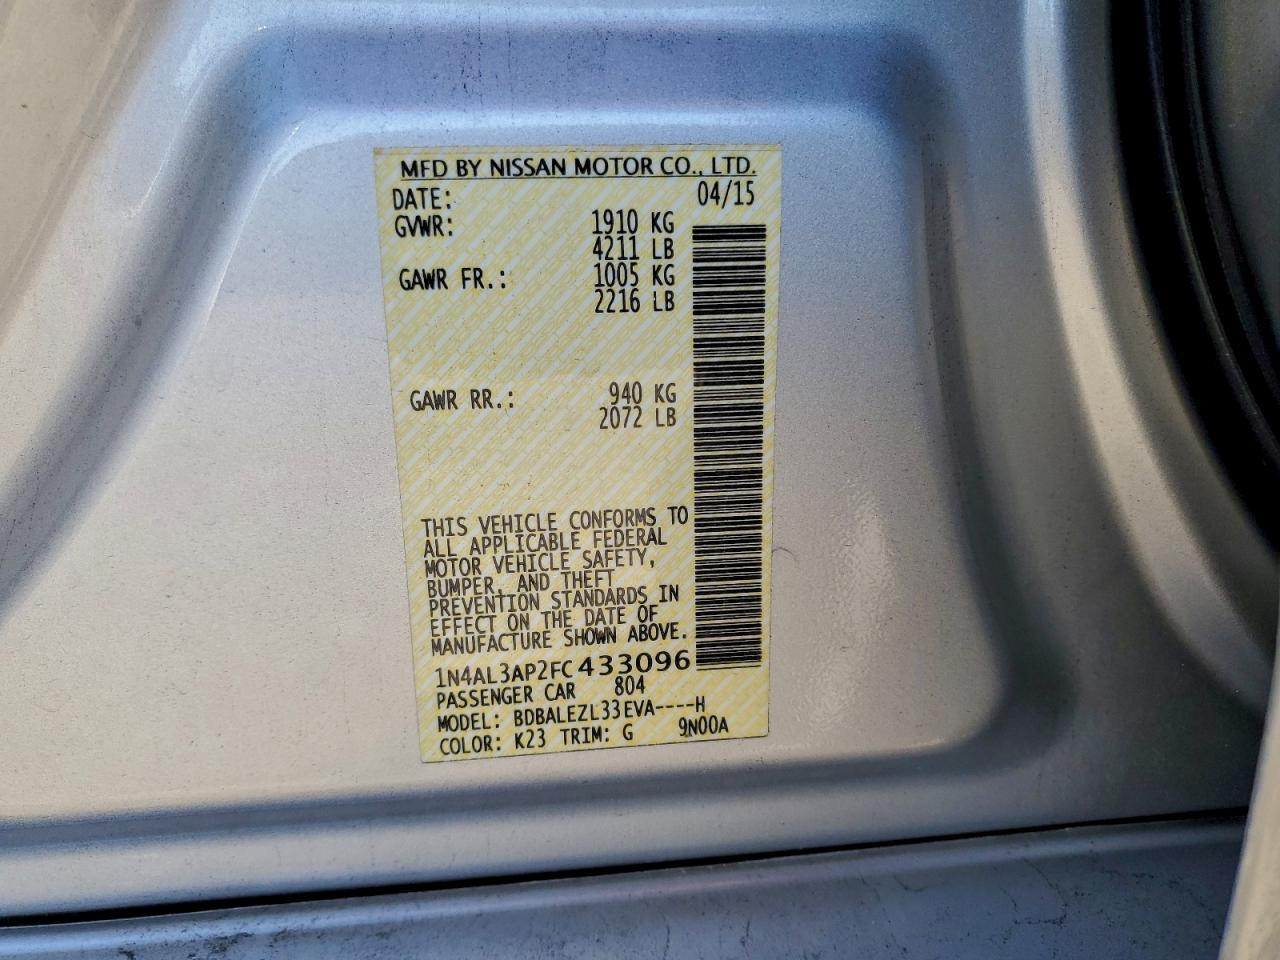 MFD BY NISSAN MOTOR CO., LTD.
DATE: 04/15
GVWR: 1910 KG
4211 LB
GAWR FR.: 1005 KG
2216 LB
GAWR RR.: 940 KG
2072 LB
THIS VEHICLE CONFORMS TO
ALL APPLICABLE FEDERAL
MOTOR VEHICLE SAFETY,
BUMPER, AND THEFT
PREVENTION STANDARDS IN
EFFECT ON THE DATE OF
MANUFACTURE SHOWN ABOVE.
1N4AL3AP2FC433096
PASSENGER CAR 804
MODEL: BDBALEZL33EVA----H
COLOR: K23 TRIM: G 9N00A